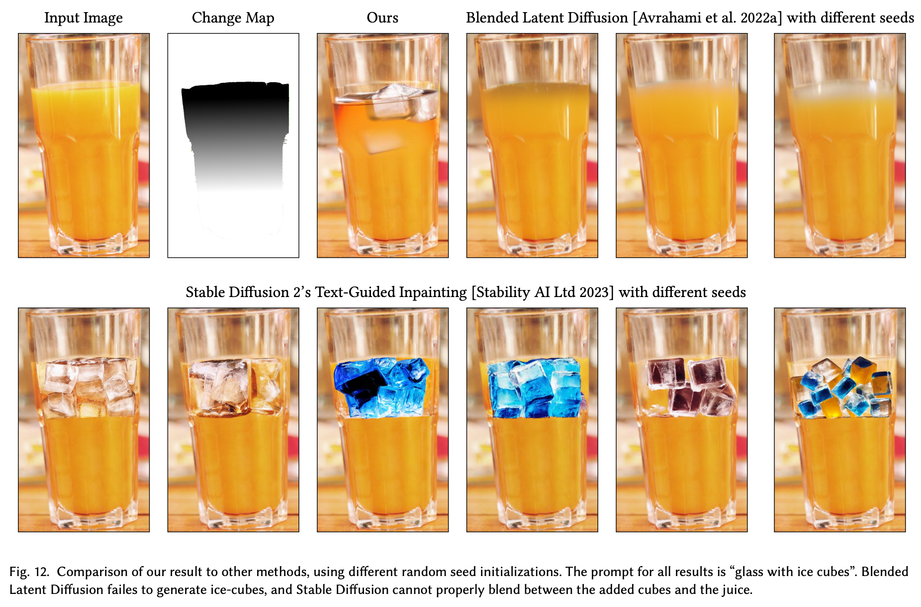 Input Image
Change Map
Ours
Blended Latent Diffusion [Avrahami et al. 2022a] with different seeds
Stable Diffusion 2's Text-Guided Inpainting [Stability AI Ltd 2023] with different seeds
Fig. 12. Comparison of our result to other methods, using different random seed initializations. The prompt for all results is “glass with ice cubes”. Blended
Latent Diffusion failes to generate ice-cubes, and Stable Diffusion cannot properly blend between the added cubes and the juice.